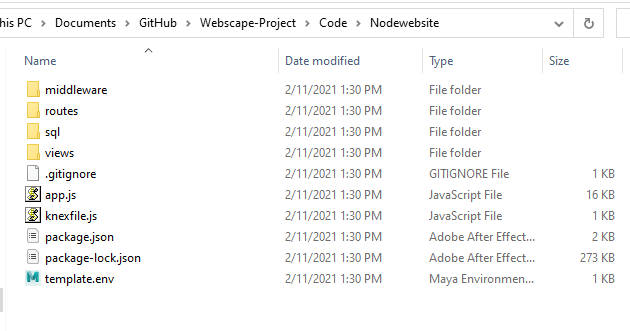 his PC > Documents > GitHub > Webscape-Project > Code > Nodewebsite
Name Date modified Type Size
middleware 2/11/2021 1:30 PM File folder
routes 2/11/2021 1:30 PM File folder
sql 2/11/2021 1:30 PM File folder
views 2/11/2021 1:30 PM File folder
.gitignore 2/11/2021 1:30 PM GITIGNORE File 1 KB
app.js 2/11/2021 1:30 PM JavaScript File 16 KB
knexfile.js 2/11/2021 1:30 PM JavaScript File 1 KB
package.json 2/11/2021 1:30 PM Adobe After Effect... 2 KB
package-lock.json 2/11/2021 1:30 PM Adobe After Effect... 273 KB
template.env 2/11/2021 1:30 PM Maya Environmen... 1 KB